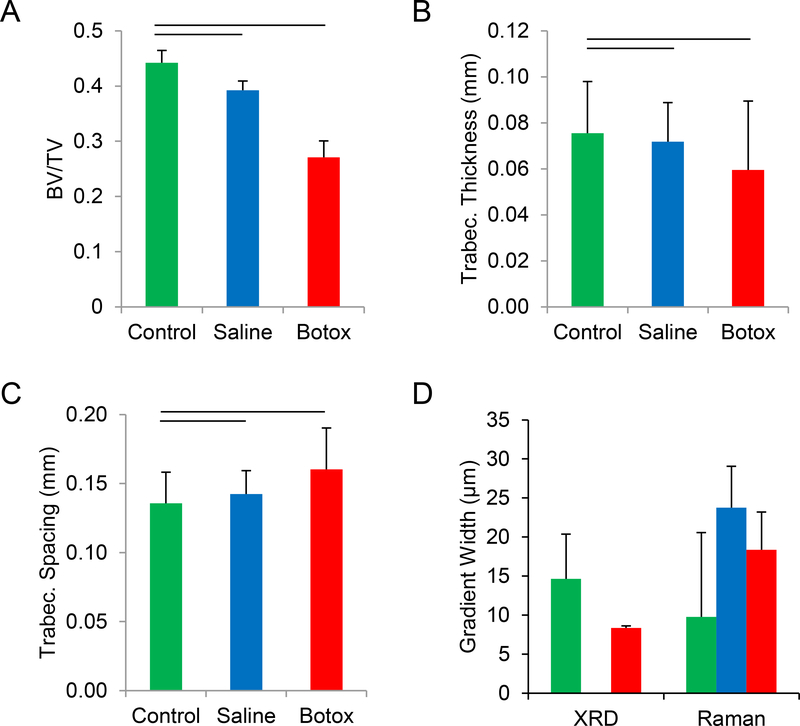 A
BV/TV
0.5
0.4
0.3
0.2
0.1
0
Control Saline Botox
B
Trabec. Thickness (mm)
0.12
0.10
0.08
0.06
0.04
0.02
0.00
Control Saline Botox
C
Trabec. Spacing (mm)
0.20
0.15
0.10
0.05
0.00
Control Saline Botox
D
Gradient Width (µm)
35
30
25
20
15
10
5
0
XRD Raman